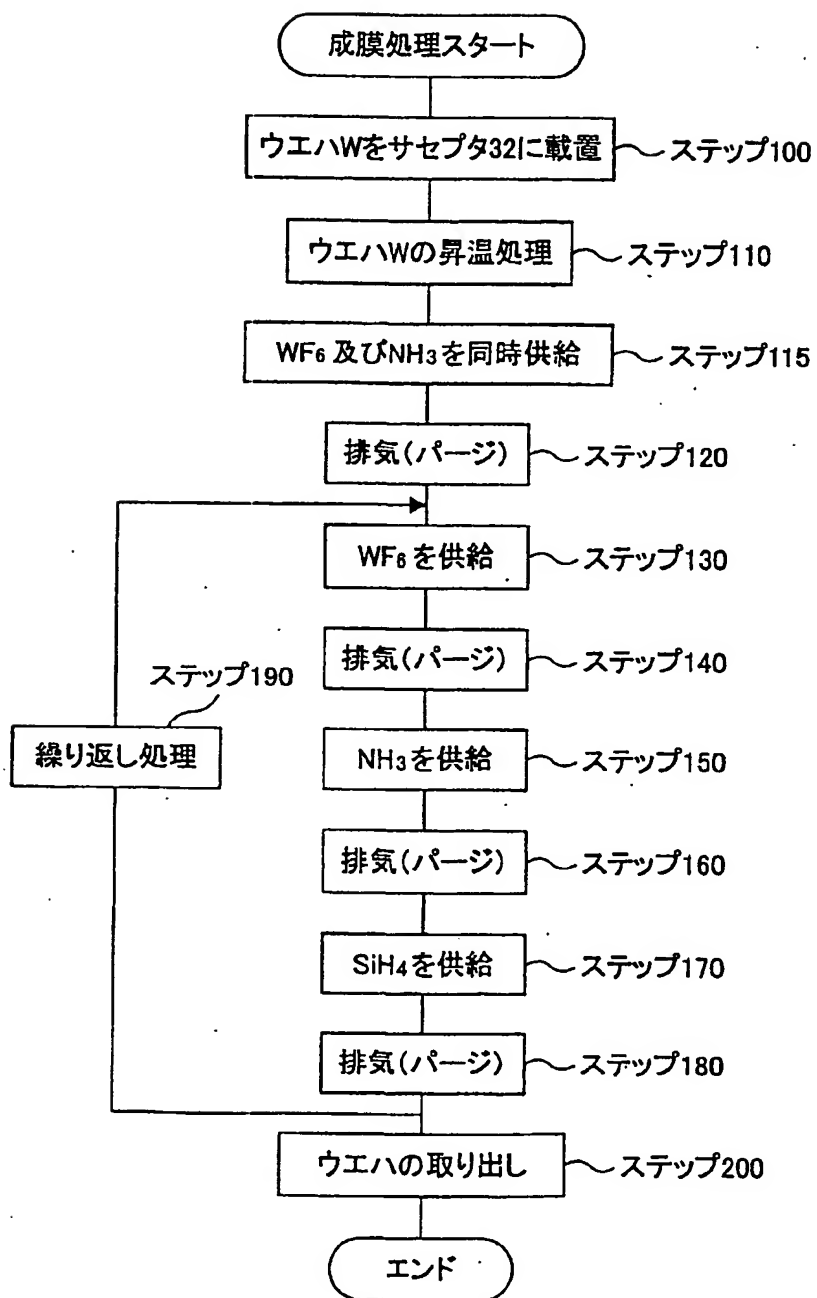 成膜処理スタート
ウエハWをサセプタ32に載置
ステップ100
ウエハWの昇温処理
ステップ110
WF₆及びNH₃を同時供給
ステップ115
排気(パージ)
ステップ120
WF₆を供給
ステップ130
排気(パージ)
ステップ140
ステップ190
繰り返し処理
NH₃を供給
ステップ150
排気(パージ)
ステップ160
SiH₄を供給
ステップ170
排気(パージ)
ステップ180
ウエハの取り出し
ステップ200
エンド